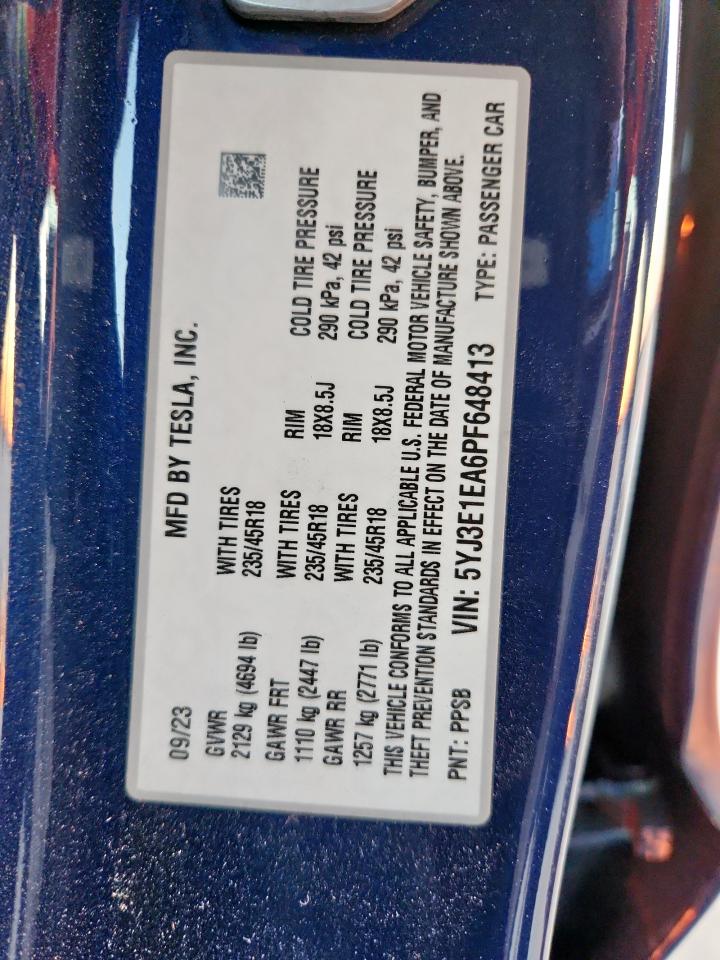 09/23 MFD BY TESLA, INC.
GVWR WITH TIRES
2129 kg (4694 lb) 235/45R18
GAWR FRT WITH TIRES RIM COLD TIRE PRESSURE
1110 kg (2447 lb) 235/45R18 18X8.5J 290 kPa, 42 psi
GAWR RR WITH TIRES RIM COLD TIRE PRESSURE
1257 kg (2771 lb) 235/45R18 18X8.5J 290 kPa, 42 psi
THIS VEHICLE CONFORMS TO ALL APPLICABLE U.S. FEDERAL MOTOR VEHICLE SAFETY, BUMPER, AND
THEFT PREVENTION STANDARDS IN EFFECT ON THE DATE OF MANUFACTURE SHOWN ABOVE.
PNT: PPSB VIN: 5YJ3E1EA6PF648413 TYPE: PASSENGER CAR